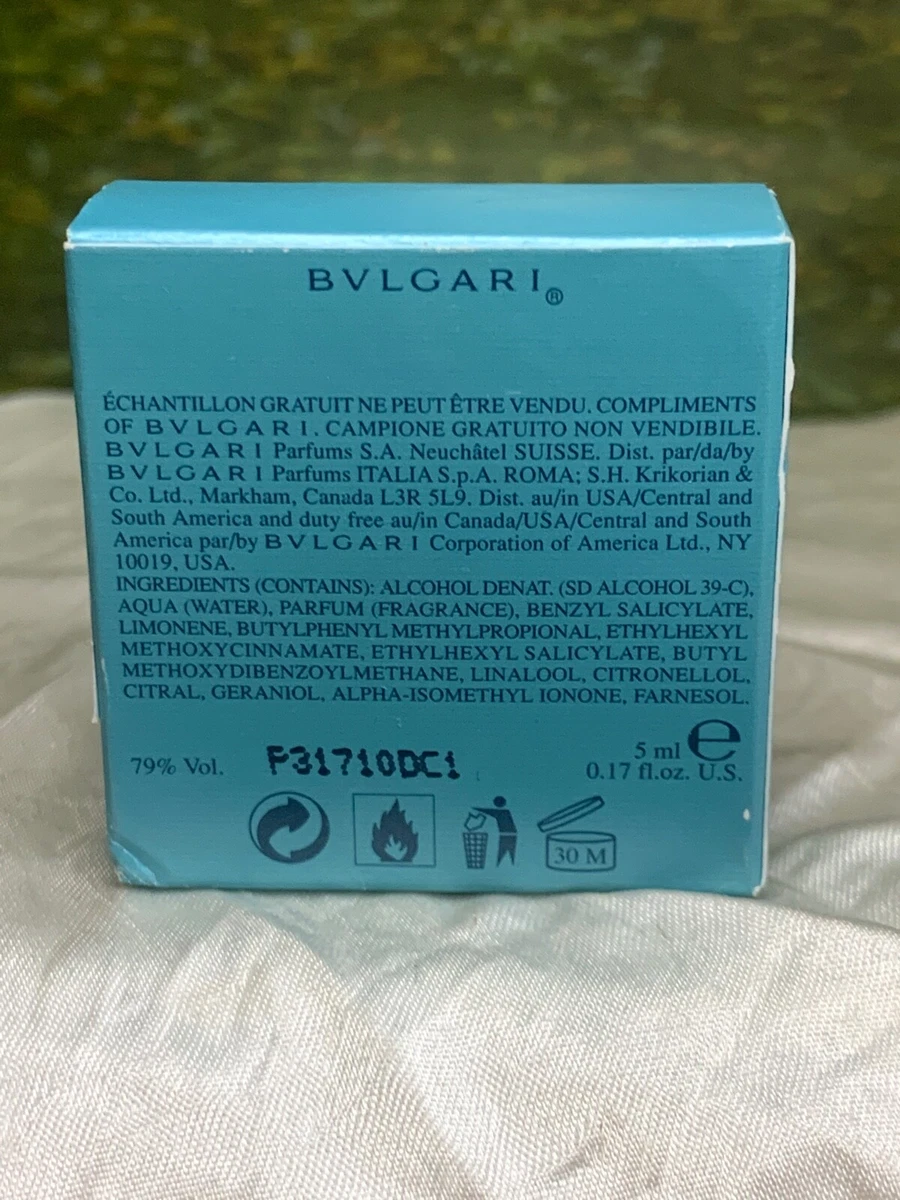 BVLGARI®
ÉCHANTILLON GRATUIT NE PEUT ÊTRE VENDU. COMPLIMENTS
OF BVLGARI. CAMPIONE GRATUITO NON VENDIBILE.
BVLGARI Parfums S.A. Neuchâtel SUISSE. Dist. par/da/by
BVLGARI Parfums ITALIA S.p.A. ROMA; S.H. Krikorian &
Co. Ltd., Markham, Canada L3R 5L9. Dist. au/in USA/Central and
South America and duty free au/in Canada/USA/Central and South
America par/by BVLGARI Corporation of America Ltd., NY
10019, USA.
INGREDIENTS (CONTAINS): ALCOHOL DENAT. (SD ALCOHOL 39-C),
AQUA (WATER), PARFUM (FRAGRANCE), BENZYL SALICYLATE,
LIMONENE, BUTYLPHENYL METHYLPROPIONAL, ETHYLHEXYL
METHOXYCINNAMATE, ETHYLHEXYL SALICYLATE, BUTYL
METHOXYDIBENZOYLMETHANE, LINALOOL, CITRONELLOL,
CITRAL, GERANIOL, ALPHA-ISOMETHYL IONONE, FARNESOL.
79% Vol. P31710DC1 5 ml e
0.17 fl.oz. U.S.
30 M